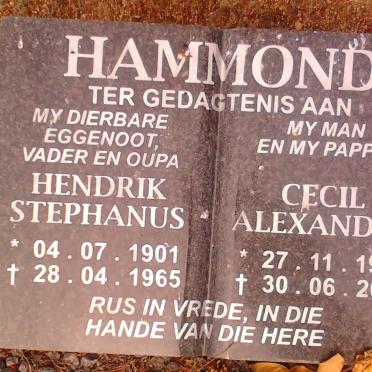 HAMMOND
TER GEDAGTENIS AAN
MY DIERBARE
EGGENOOT,
VADER EN OUPA
HENDRIK
STEPHANUS
* 04 . 07 . 1901
† 28 . 04 . 1965
MY MAN
EN MY PAPP
CECIL
ALEXAND
* 27 . 11 . 19
† 30 . 06 . 20
RUS IN VREDE, IN DIE
HANDE VAN DIE HERE